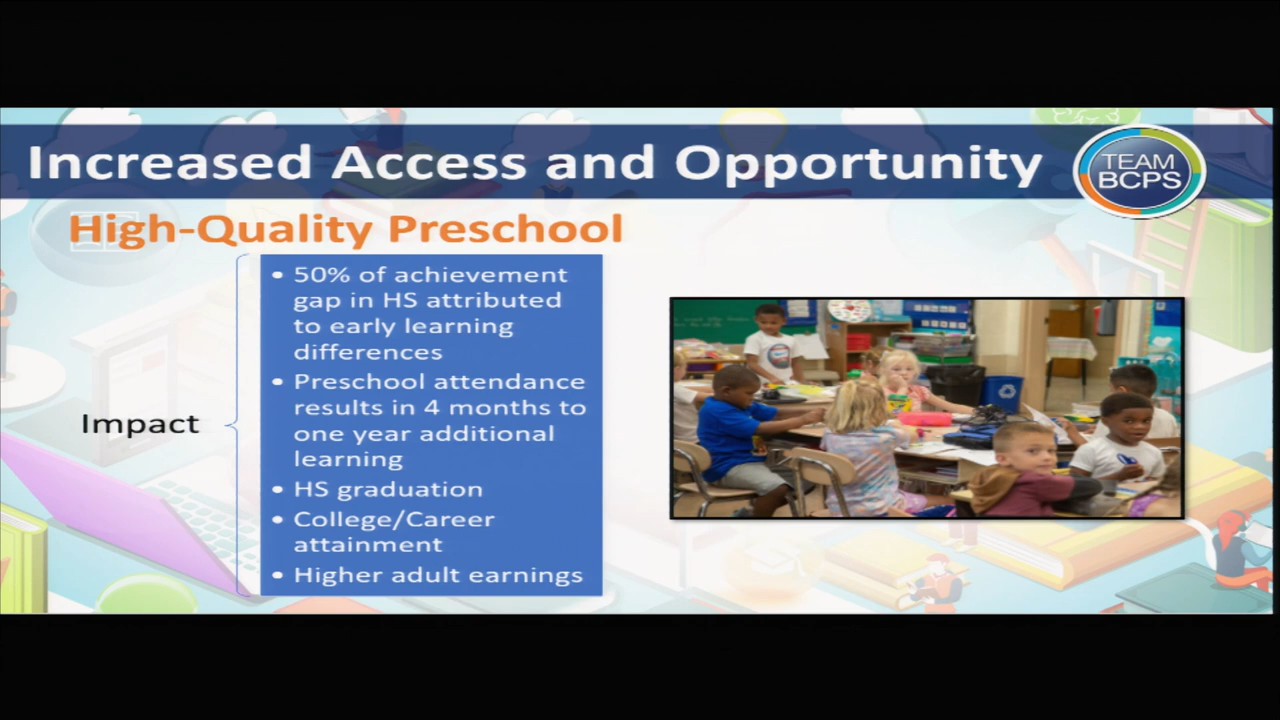 Increased Access and Opportunity
TEAM
BCPS
High-Quality Preschool
Impact
• 50% of achievement
gap in HS attributed
to early learning
differences
• Preschool attendance
results in 4 months to
one year additional
learning
• HS graduation
• College/Career
attainment
• Higher adult earnings